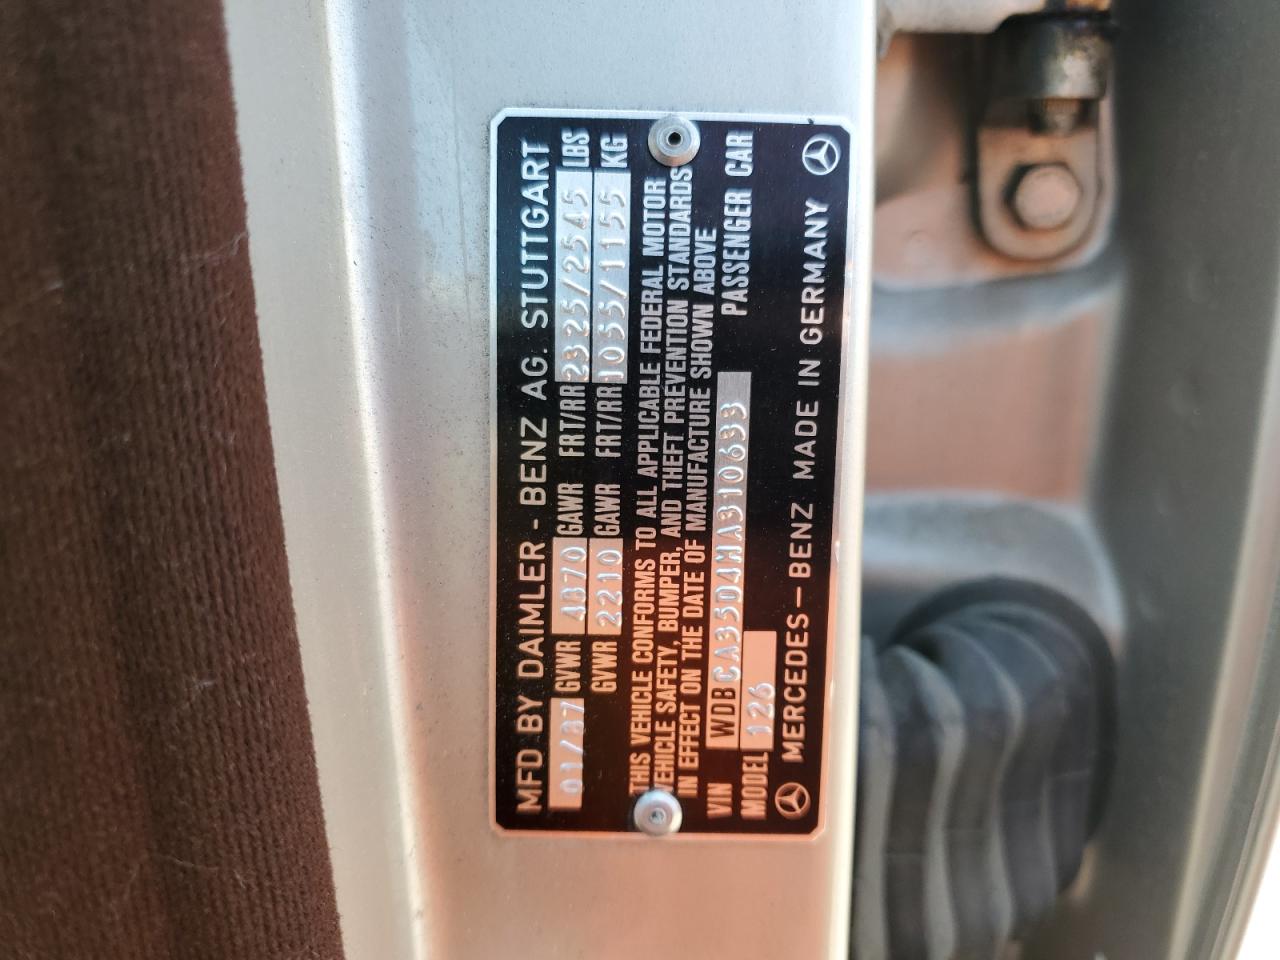 MFD BY DAIMLER - BENZ AG. STUTTGART
01/87 GVWR 4870 GAWR FRT/RR 2325/2545 LBS
GVWR 2210 GAWR FRT/RR 1055/1155 KG
THIS VEHICLE CONFORMS TO ALL APPLICABLE FEDERAL MOTOR
VEHICLE SAFETY, BUMPER, AND THEFT PREVENTION STANDARDS
IN EFFECT ON THE DATE OF MANUFACTURE SHOWN ABOVE
VIN WDBCA35D4HA310633 PASSENGER CAR
MODEL 126
MERCEDES - BENZ MADE IN GERMANY